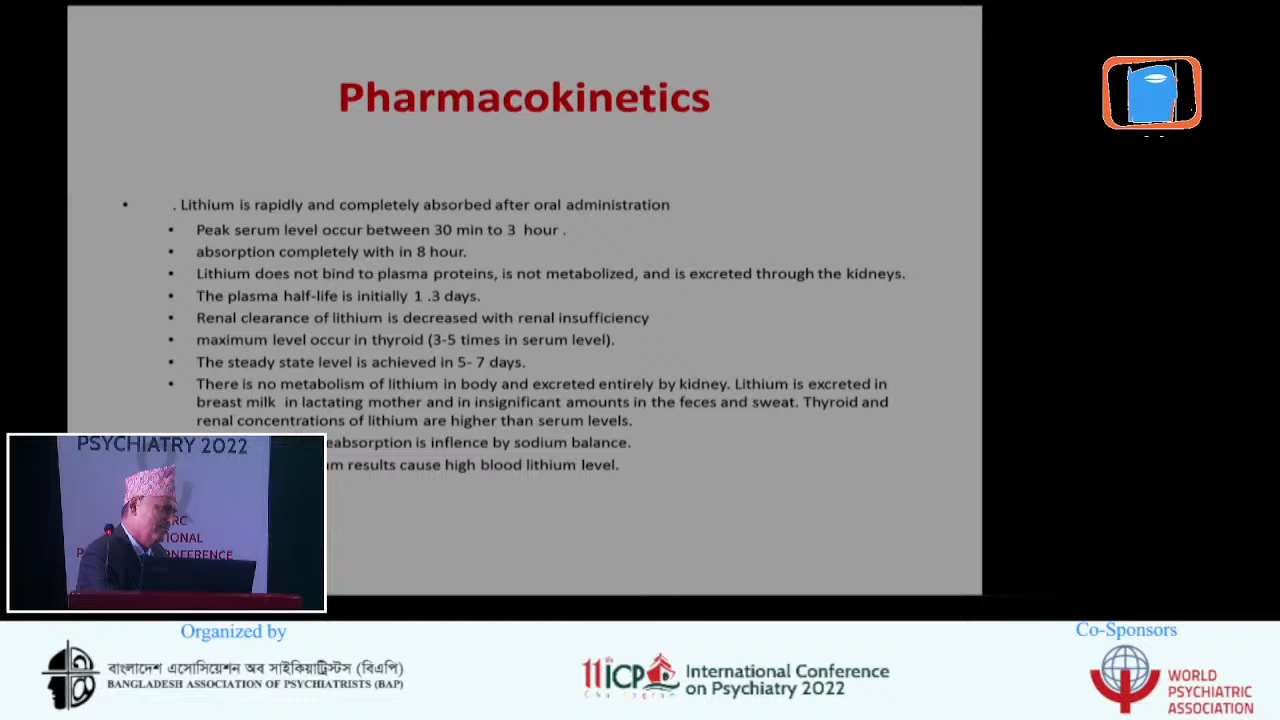 Pharmacokinetics
• . Lithium is rapidly and completely absorbed after oral administration
• Peak serum level occur between 30 min to 3 hour .
• absorption completely with in 8 hour.
• Lithium does not bind to plasma proteins, is not metabolized, and is excreted through the kidneys.
• The plasma half-life is initially 1 .3 days.
• Renal clearance of lithium is decreased with renal insufficiency
• maximum level occur in thyroid (3-5 times in serum level).
• The steady state level is achieved in 5- 7 days.
• There is no metabolism of lithium in body and excreted entirely by kidney. Lithium is excreted in
breast milk in lactating mother and in insignificant amounts in the feces and sweat. Thyroid and
renal concentrations of lithium are higher than serum levels.
eabsorption is inflence by sodium balance.
um results cause high blood lithium level.
PSYCHIATRY 2022
RC
TIONAL
CONFERENCE
Organized by
বাংলাদেশ এসোসিয়েশন অব সাইকিয়াট্রিস্টস (বিএপি)
BANGLADESH ASSOCIATION OF PSYCHIATRISTS (BAP)
11 icp
International Conference
on Psychiatry 2022
Co-Sponsors
WORLD
PSYCHIATRIC
ASSOCIATION